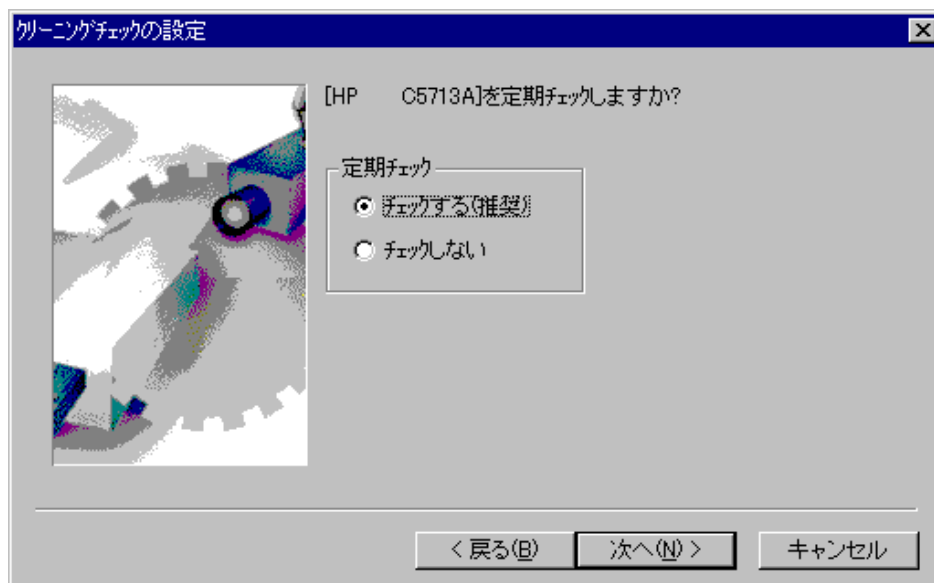 クリーニングチェックの設定
[HP      C5713A]を定期チェックしますか?
定期チェック
チェックする(推奨)
チェックしない
< 戻る(B)
次へ(N) >
キャンセル